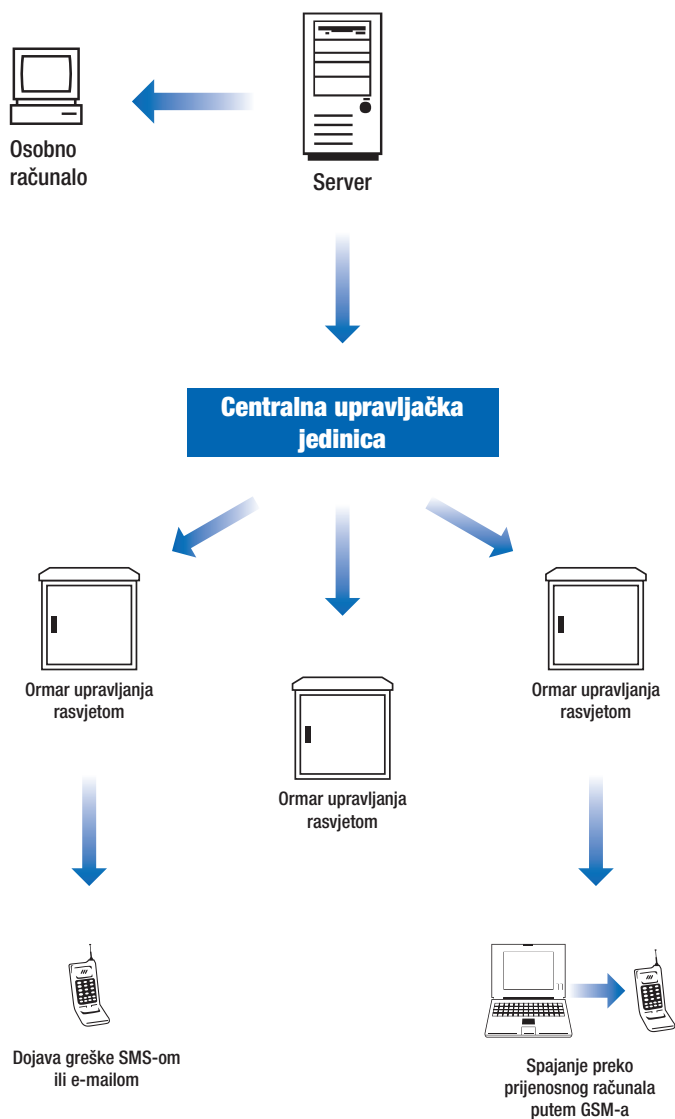 Osobno
računalo
Server
Centralna upravljačka
jedinica
Ormar upravljanja
rasvjetom
Ormar upravljanja
rasvjetom
Ormar upravljanja
rasvjetom
Dojava greške SMS-om
ili e-mailom
Spajanje preko
prijenosnog računala
putem GSM-a